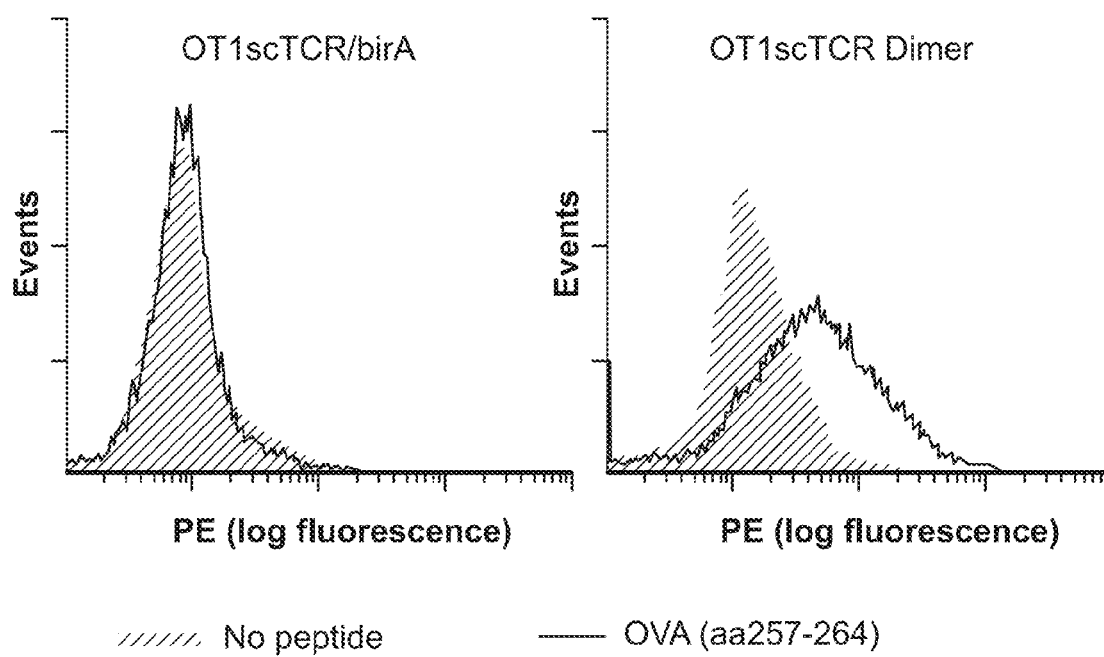 OT1scTCR/birA
Events
PE (log fluorescence)
OT1scTCR Dimer
Events
PE (log fluorescence)
No peptide
OVA (aa257-264)